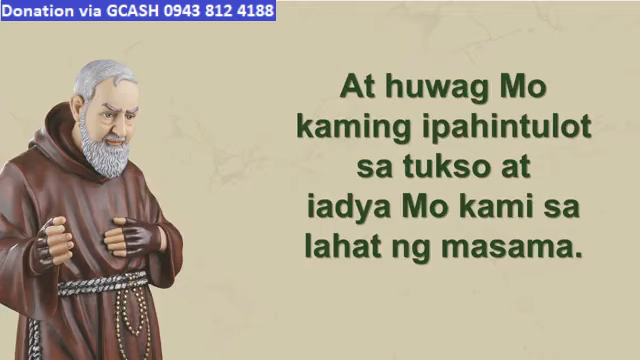 Donation via GCASH 0943 812 4188
At huwag Mo
kaming ipahintulot
sa tukso at
iadya Mo kami sa
lahat ng masama.